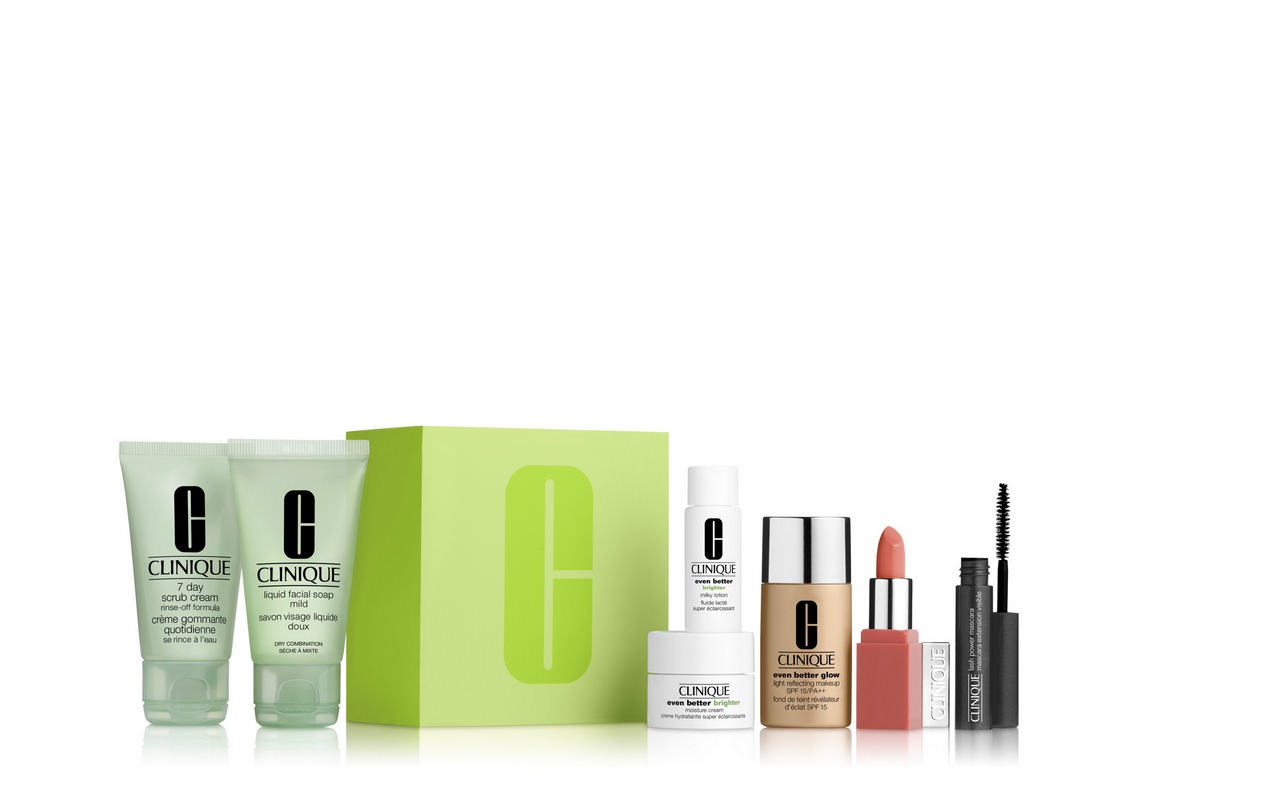 CLINIQUE
7 day
scrub cream
rinse-off formula
crème gommante
quotidienne
se rince à l'eau
CLINIQUE
liquid facial soap
mild
savon visage liquide
doux
DRY COMBINATION
SÈCHE À MIXTE
CLINIQUE
even better
brighter
milky lotion
fluide lacté
super éclaircissant
CLINIQUE
even better brighter
moisture cream
crème hydratante super éclaircissante
CLINIQUE
even better glow
light reflecting makeup
SPF 15/PA++
fond de teint révélateur
d'éclat SPF 15
CLINIQUE
CLINIQUE
lash power mascara
mascara extension visible